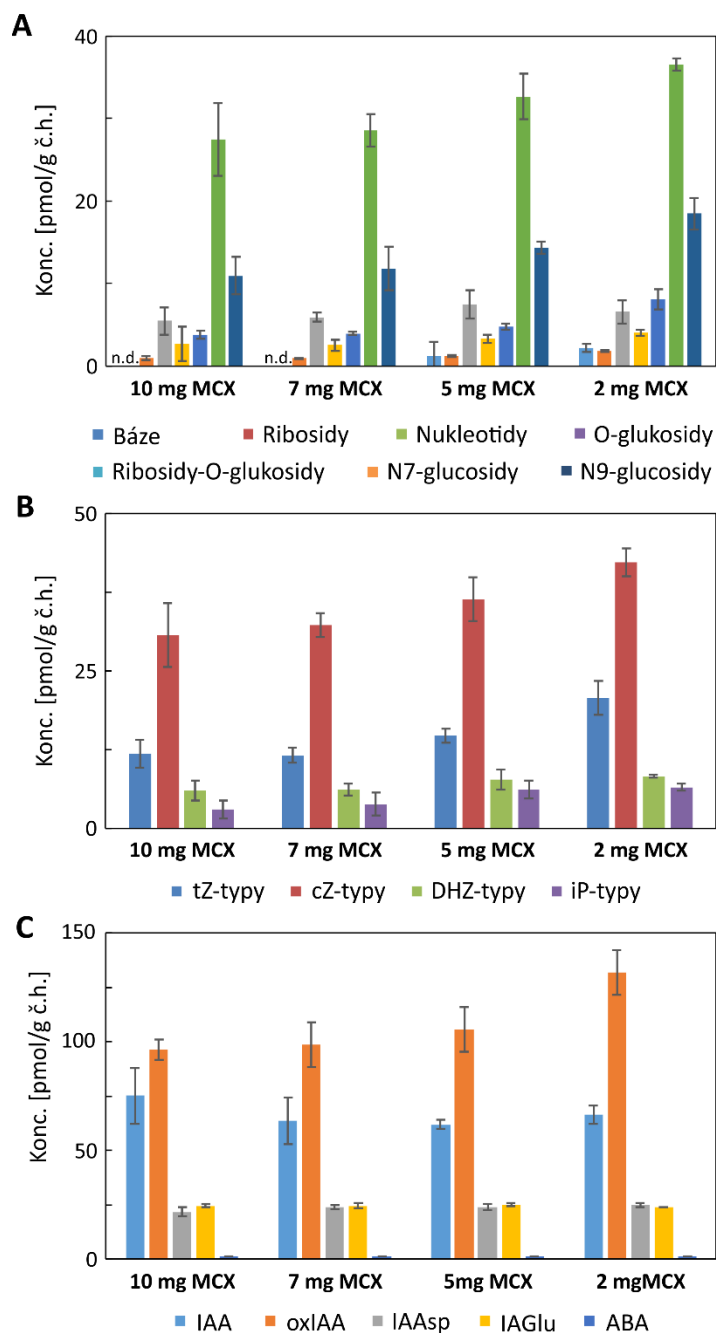 A
Konc. [pmol/g č.h.]
40
20
0
n.d. n.d.
10 mg MCX 7 mg MCX 5 mg MCX 2 mg MCX
Báze Ribosidy Nukleotidy O-glukosidy
Ribosidy-O-glukosidy N7-glucosidy N9-glucosidy
B
Konc. [pmol/g č.h.]
50
25
0
10 mg MCX 7 mg MCX 5 mg MCX 2 mg MCX
tZ-typy cZ-typy DHZ-typy iP-typy
C
Konc. [pmol/g č.h.]
150
100
50
0
10 mg MCX 7 mg MCX 5mg MCX 2 mgMCX
IAA oxIAA IAAsp IAGlu ABA